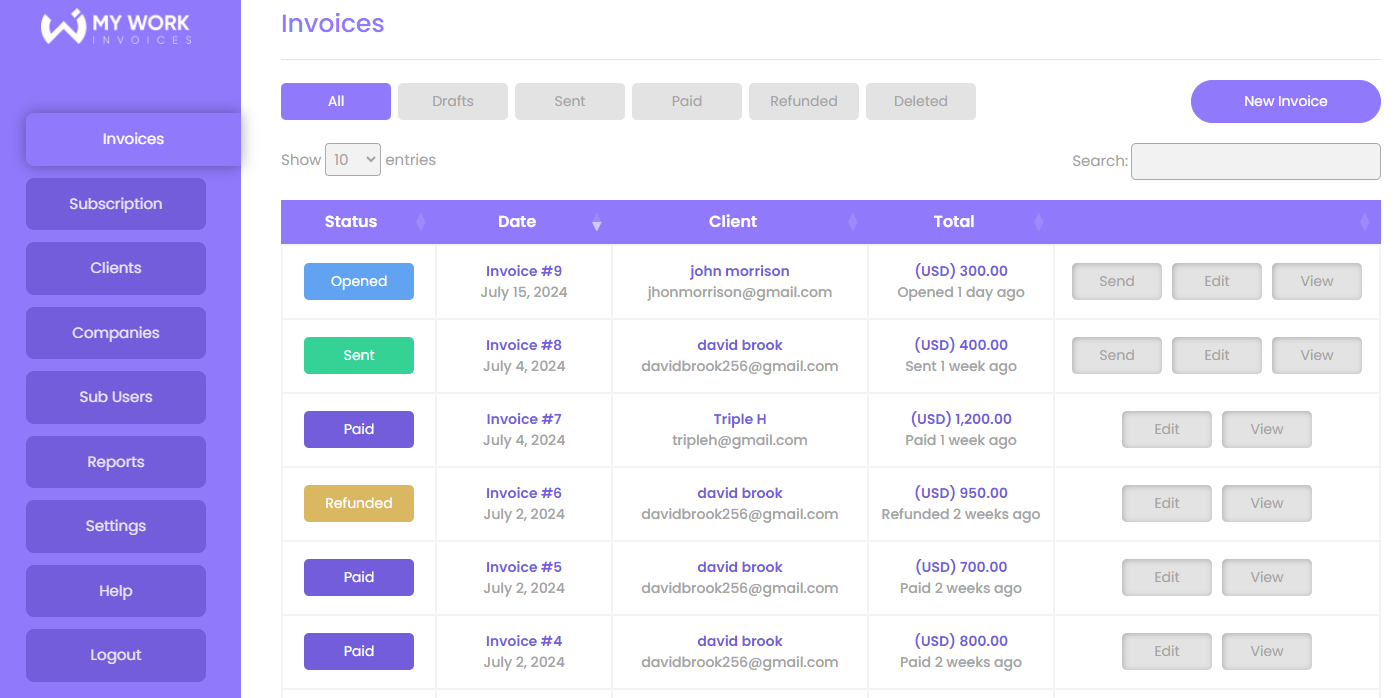 MY WORK
INVOICES
Invoices
Subscription
Clients
Companies
Sub Users
Reports
Settings
Help
Logout
Invoices
All Drafts Sent Paid Refunded Deleted New Invoice
Show 10 entries Search:
Status Date Client Total
Opened Invoice #9 john morrison (USD) 300.00 Send Edit View
July 15, 2024 jhonmorrison@gmail.com Opened 1 day ago
Sent Invoice #8 david brook (USD) 400.00 Send Edit View
July 4, 2024 davidbrook256@gmail.com Sent 1 week ago
Paid Invoice #7 Triple H (USD) 1,200.00 Edit View
July 4, 2024 tripleh@gmail.com Paid 1 week ago
Refunded Invoice #6 david brook (USD) 950.00 Edit View
July 2, 2024 davidbrook256@gmail.com Refunded 2 weeks ago
Paid Invoice #5 david brook (USD) 700.00 Edit View
July 2, 2024 davidbrook256@gmail.com Paid 2 weeks ago
Paid Invoice #4 david brook (USD) 800.00 Edit View
July 2, 2024 davidbrook256@gmail.com Paid 2 weeks ago